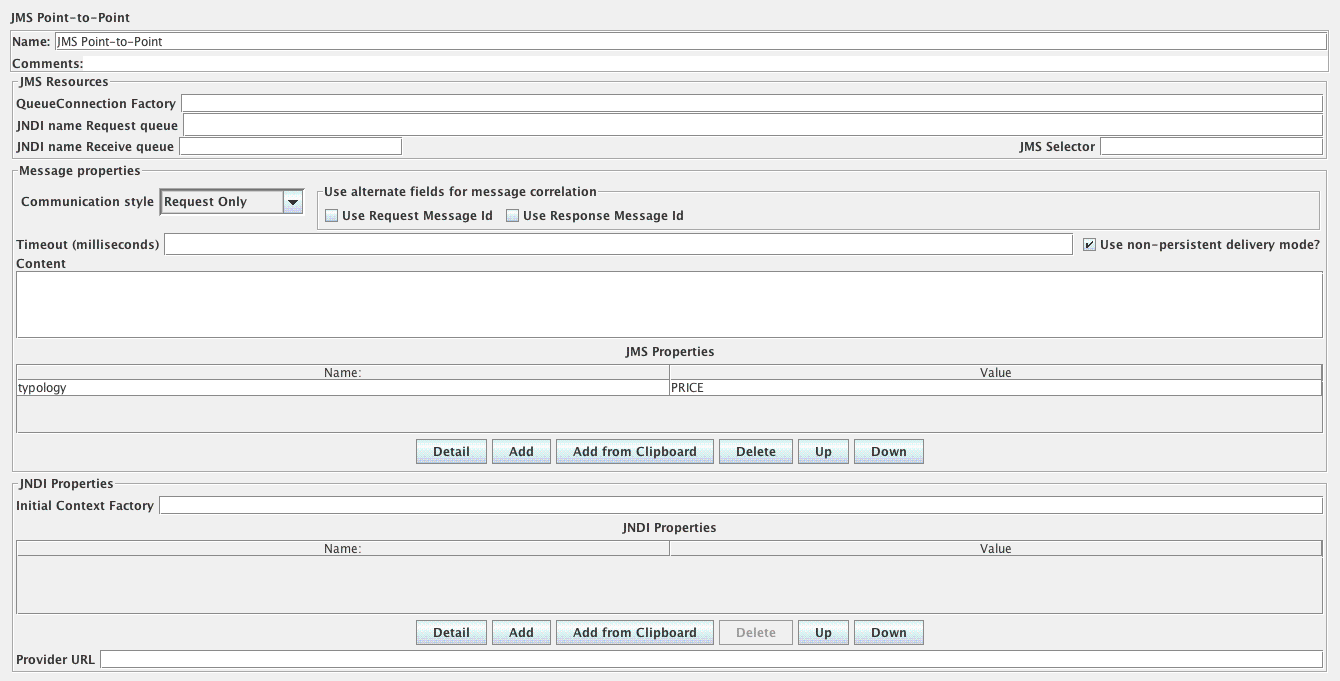 JMS Point-to-Point
Name: JMS Point-to-Point
Comments:
JMS Resources
QueueConnection Factory
JNDI name Request queue
JNDI name Receive queue JMS Selector
Message properties
Communication style Request Only Use alternate fields for message correlation
Use Request Message Id Use Response Message Id
Timeout (milliseconds) Use non-persistent delivery mode?
Content
JMS Properties
Name: Value
typology PRICE
Detail Add Add from Clipboard Delete Up Down
JNDI Properties
Initial Context Factory
JNDI Properties
Name: Value
Detail Add Add from Clipboard Delete Up Down
Provider URL